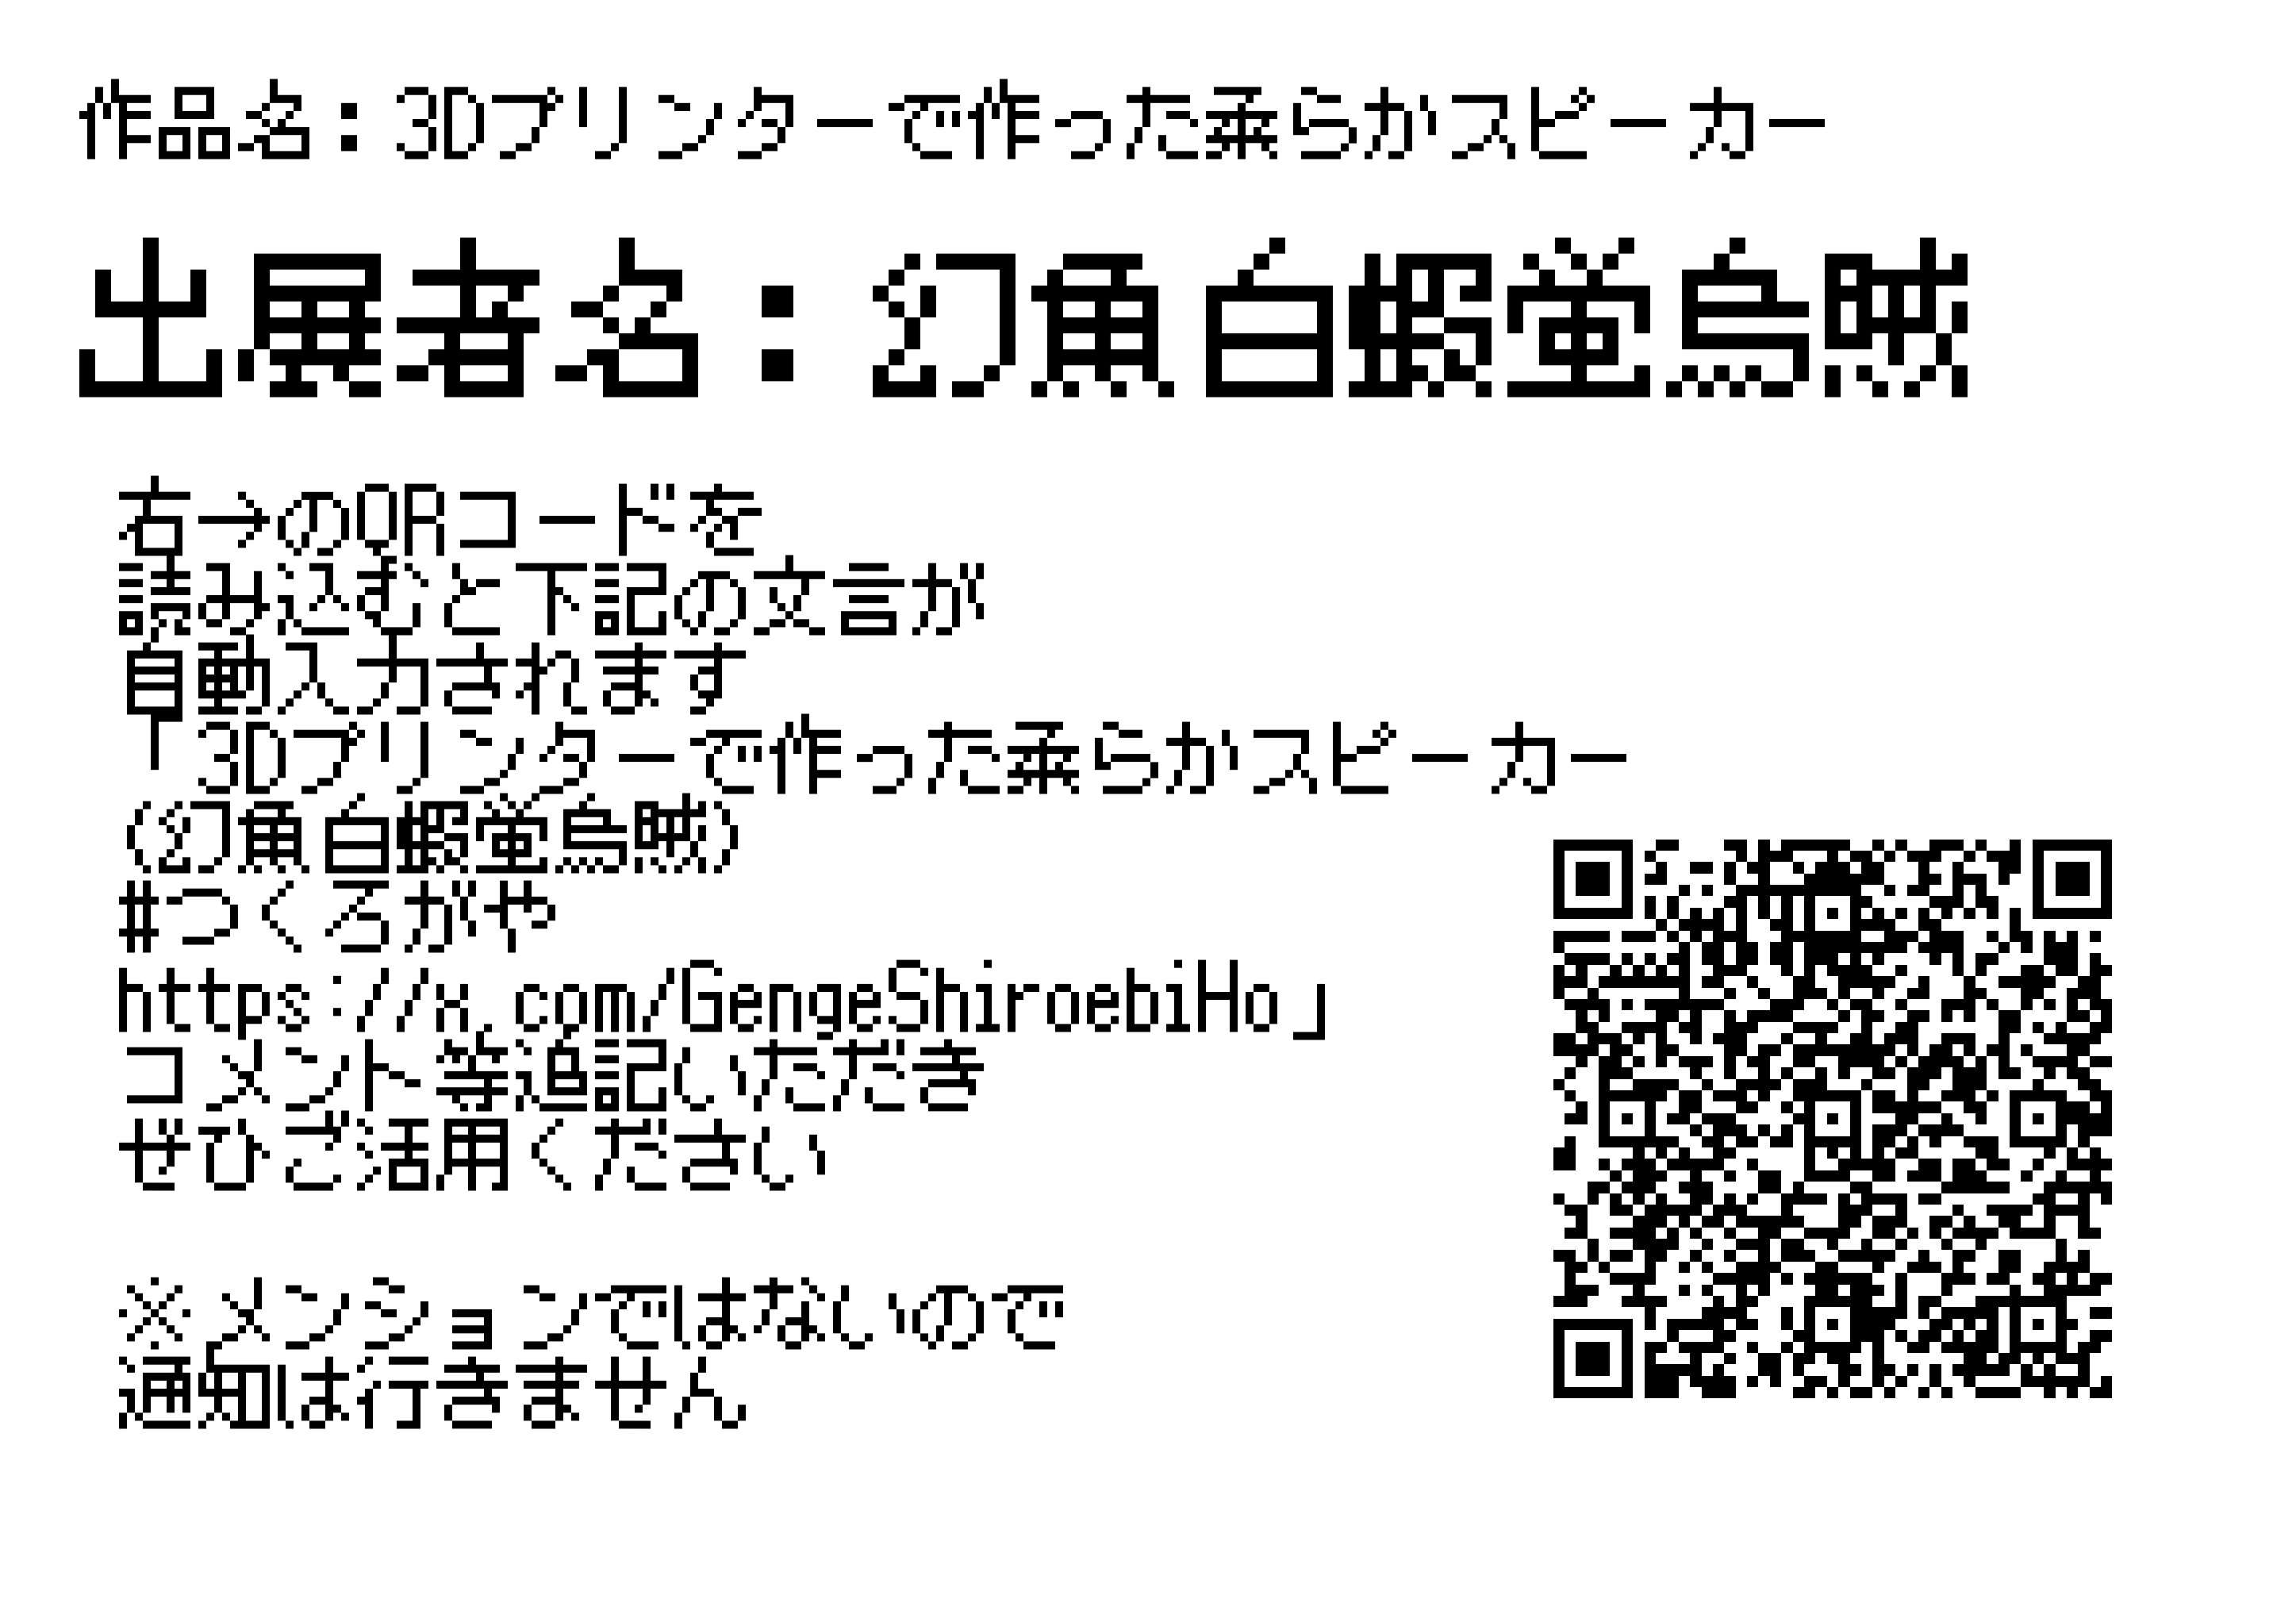 作品名：3Dプリンターで作った柔らかスピーカー
出展者名：幻角白蝦萤烏賊
右→のQRコードを
読み込むと下記の文言が
自動入力されます
「3Dプリンターで作った柔らかスピーカー
(幻角白蝦萤烏賊)
#つくろがや
https://x.com/GengeShiroebiHo」
コメント等追記いただき
ぜひご活用ください
※メンションではないので
通知は行きません